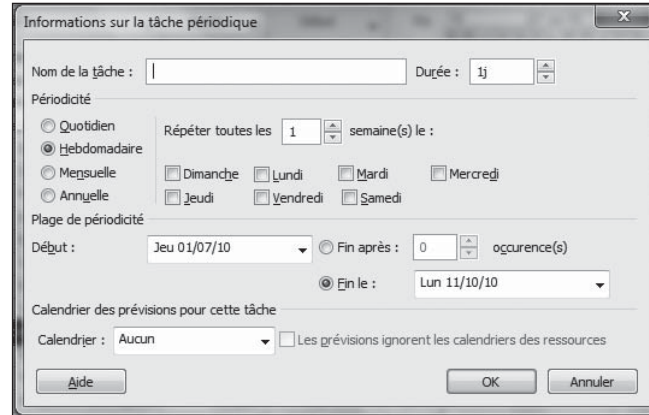 Informations sur la tâche périodique
Nom de la tâche : Durée : 1j
Périodicité
Quotidien Répéter toutes les 1 semaine(s) le :
Hebdomadaire
Mensuelle Dimanche Lundi Mardi Mercredi
Annuelle Jeudi Vendredi Samedi
Plage de périodicité
Début : Jeu 01/07/10 Fin après : 0 occurence(s)
Fin le : Lun 11/10/10
Calendrier des prévisions pour cette tâche
Calendrier : Aucun Les prévisions ignorent les calendriers des ressources
Aide OK Annuler